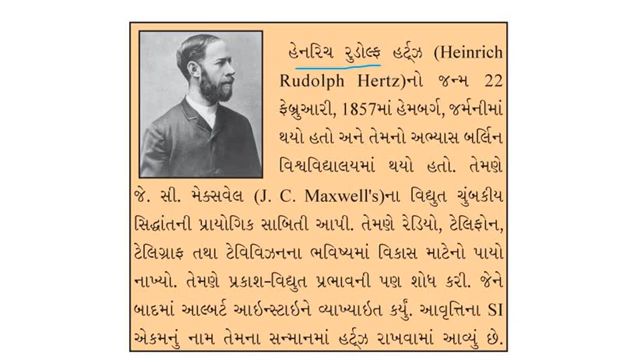 હેનરિચ રુડોલ્ફ હર્ટ્ઝ (Heinrich
Rudolph Hertz)નો જન્મ 22
ફેબ્રુઆરી, 1857માં હેમબર્ગ, જર્મનીમાં
થયો હતો અને તેમનો અભ્યાસ બર્લિન
વિશ્વવિદ્યાલયમાં થયો હતો. તેમણે
જે. સી. મેક્સવેલ (J. C. Maxwell's)ના વિદ્યુત ચુંબકીય
સિદ્ધાંતની પ્રાયોગિક સાબિતી આપી. તેમણે રેડિયો, ટેલિફોન,
ટેલિગ્રાફ તથા ટેવિવિઝનના ભવિષ્યમાં વિકાસ માટેનો પાયો
નાખ્યો. તેમણે પ્રકાશ-વિદ્યુત પ્રભાવની પણ શોધ કરી. જેને
બાદમાં આલ્બર્ટ આઇન્સ્ટાઇને વ્યાખ્યાઇત કર્યું. આવૃત્તિના SI
એકમનું નામ તેમના સન્માનમાં હર્ટ્ઝ રાખવામાં આવ્યું છે.